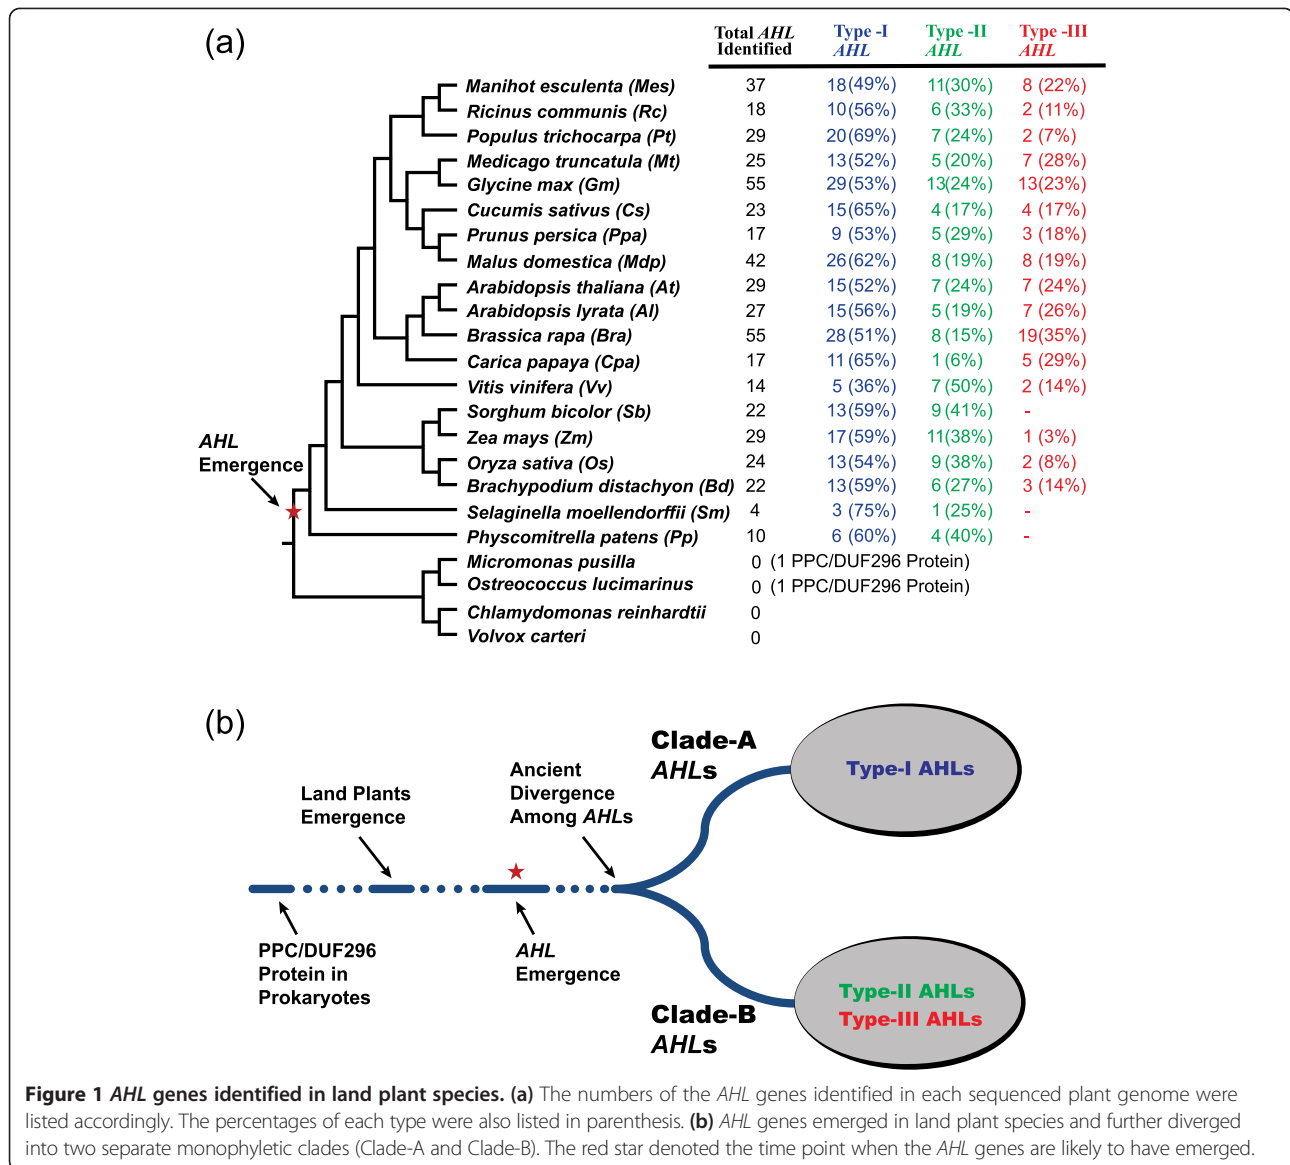 (a)
Total AHL Identified Type -I AHL Type -II AHL Type -III AHL
Manihot esculenta (Mes) 37 18(49%) 11(30%) 8 (22%)
Ricinus communis (Rc) 18 10(56%) 6(33%) 2 (11%)
Populus trichocarpa (Pt) 29 20(69%) 7(24%) 2 (7%)
Medicago truncatula (Mt) 25 13(52%) 5(20%) 7 (28%)
Glycine max (Gm) 55 29(53%) 13(24%) 13(23%)
Cucumis sativus (Cs) 23 15(65%) 4(17%) 4 (17%)
Prunus persica (Ppa) 17 9 (53%) 5(29%) 3 (18%)
Malus domestica (Mdp) 42 26(62%) 8(19%) 8 (19%)
Arabidopsis thaliana (At) 29 15(52%) 7(24%) 7 (24%)
Arabidopsis lyrata (Al) 27 15(56%) 5(19%) 7 (26%)
Brassica rapa (Bra) 55 28(51%) 8(15%) 19(35%)
Carica papaya (Cpa) 17 11(65%) 1(6%) 5 (29%)
Vitis vinifera (Vv) 14 5 (36%) 7(50%) 2 (14%)
Sorghum bicolor (Sb) 22 13(59%) 9(41%) -
Zea mays (Zm) 29 17(59%) 11(38%) 1 (3%)
Oryza sativa (Os) 24 13(54%) 9(38%) 2 (8%)
Brachypodium distachyon (Bd) 22 13(59%) 6(27%) 3 (14%)
Selaginella moellendorffii (Sm) 4 3 (75%) 1(25%) -
Physcomitrella patens (Pp) 10 6 (60%) 4(40%) -
Micromonas pusilla 0 (1 PPC/DUF296 Protein)
Ostreococcus lucimarinus 0 (1 PPC/DUF296 Protein)
Chlamydomonas reinhardtii 0
Volvox carteri 0
AHL
Emergence
(b)
Land Plants
Emergence
Ancient
Divergence
Among AHLs
PPC/DUF296
Protein in
Prokaryotes
AHL
Emergence
Clade-A
AHLs
Type-I AHLs
Clade-B
AHLs
Type-II AHLs
Type-III AHLs
Figure 1 AHL genes identified in land plant species. (a) The numbers of the AHL genes identified in each sequenced plant genome were
listed accordingly. The percentages of each type were also listed in parenthesis. (b) AHL genes emerged in land plant species and further diverged
into two separate monophyletic clades (Clade-A and Clade-B). The red star denoted the time point when the AHL genes are likely to have emerged.